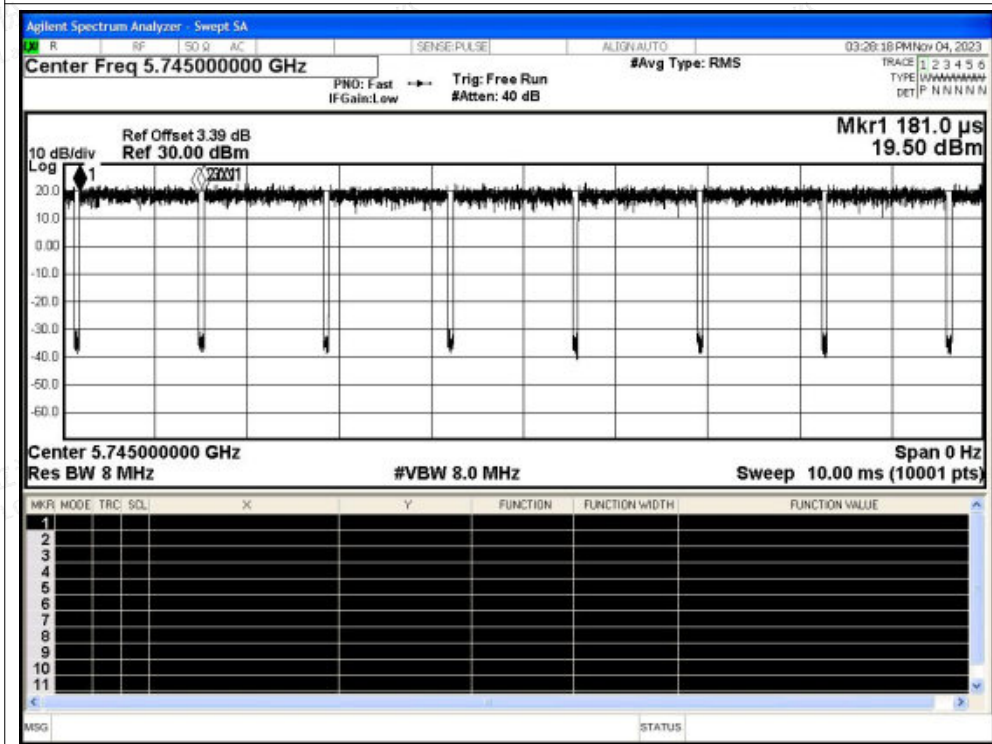 Agilent Spectrum Analyzer - Swept SA
LXI R RF 50 Ω AC SENSE:PULSE ALIGN AUTO 03:28:18 PM Nov 04, 2023
Center Freq 5.745000000 GHz #Avg Type: RMS TRACE 1 2 3 4 5 6
PNO: Fast Trig: Free Run TYPE
IFGain:Low #Atten: 40 dB DET P N N N N N
Ref Offset 3.39 dB Mkr1 181.0 µs
10 dB/div Ref 30.00 dBm 19.50 dBm
Log
1
20.0
10.0
0.00
-10.0
-20.0
-30.0
-40.0
-50.0
-60.0
Center 5.745000000 GHz Span 0 Hz
Res BW 8 MHz #VBW 8.0 MHz Sweep 10.00 ms (10001 pts)
MKR MODE TRC SCL X Y FUNCTION FUNCTION WIDTH FUNCTION VALUE
1
2
3
4
5
6
7
8
9
10
11
MSG STATUS